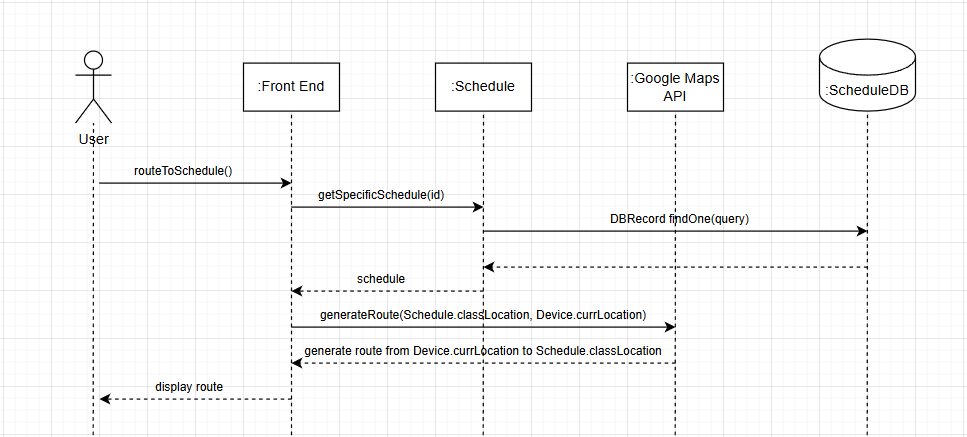 User
:Front End
:Schedule
:Google Maps
API
:ScheduleDB
routeToSchedule()
getSpecificSchedule(id)
DBRecord findOne(query)
schedule
generateRoute(Schedule.classLocation, Device.currLocation)
generate route from Device.currLocation to Schedule.classLocation
display route